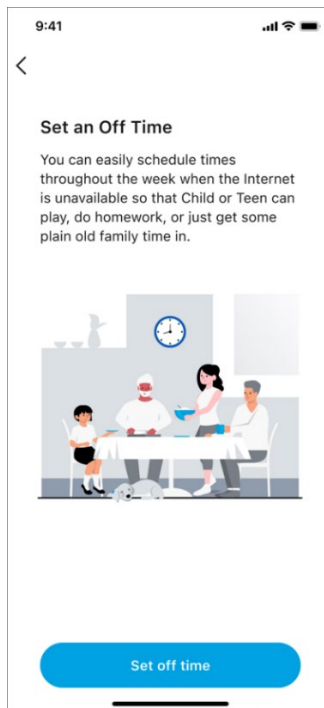 9:41
Set an Off Time
You can easily schedule times
throughout the week when the Internet
is unavailable so that Child or Teen can
play, do homework, or just get some
plain old family time in.
Set off time